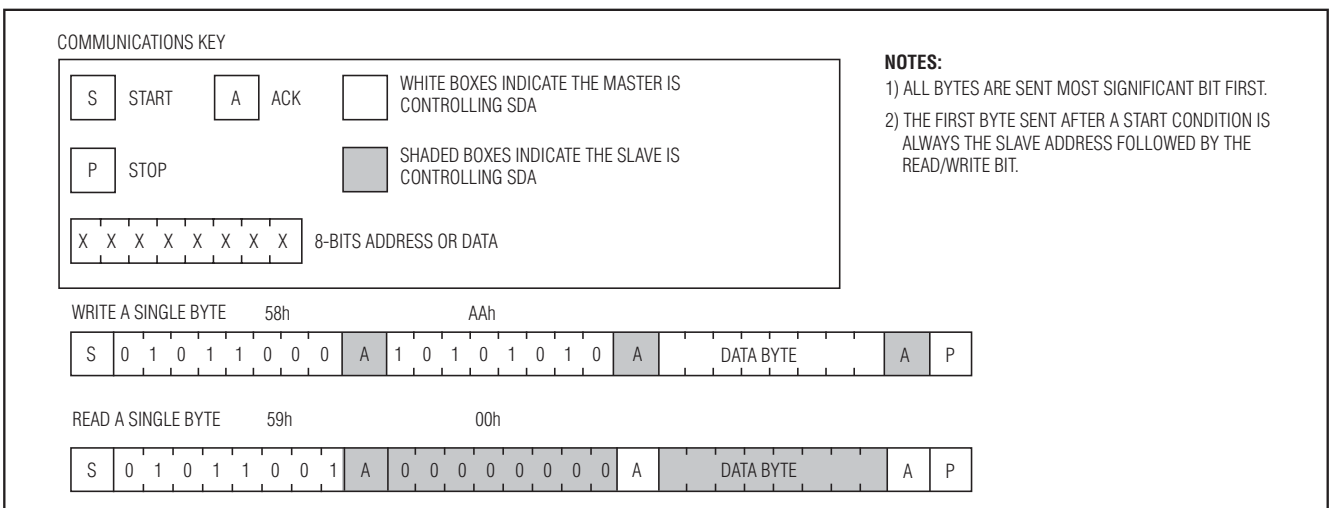 COMMUNICATIONS KEY
S START A ACK WHITE BOXES INDICATE THE MASTER IS
CONTROLLING SDA
P STOP SHADED BOXES INDICATE THE SLAVE IS
CONTROLLING SDA
X X X X X X X X 8-BITS ADDRESS OR DATA
NOTES:
1) ALL BYTES ARE SENT MOST SIGNIFICANT BIT FIRST.
2) THE FIRST BYTE SENT AFTER A START CONDITION IS
ALWAYS THE SLAVE ADDRESS FOLLOWED BY THE
READ/WRITE BIT.
WRITE A SINGLE BYTE 58h AAh
S 0 1 0 1 1 0 0 0 A 1 0 1 0 1 0 1 0 A DATA BYTE A P
READ A SINGLE BYTE 59h 00h
S 0 1 0 1 1 0 0 1 A 0 0 0 0 0 0 0 0 A DATA BYTE A P